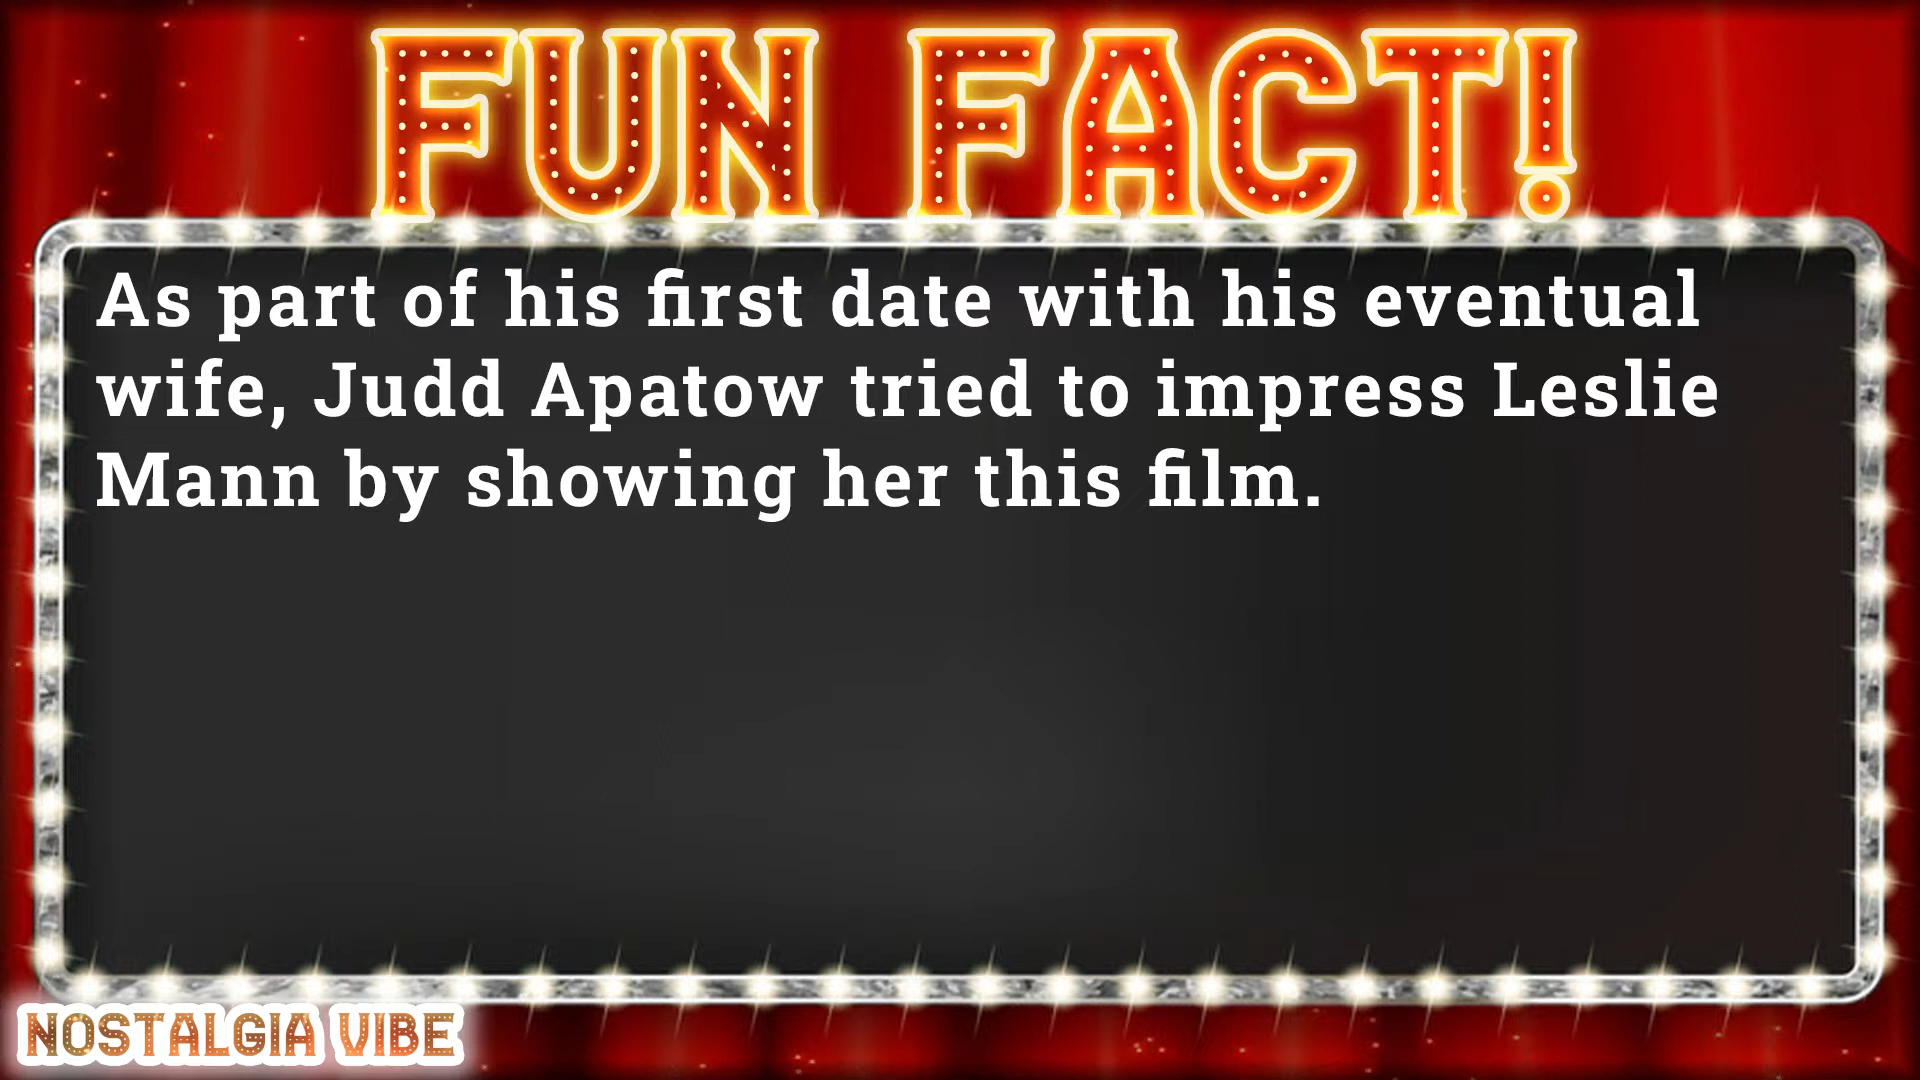 FUN FACT!
As part of his first date with his eventual
wife, Judd Apatow tried to impress Leslie
Mann by showing her this film.
NOSTALGIA VIBE